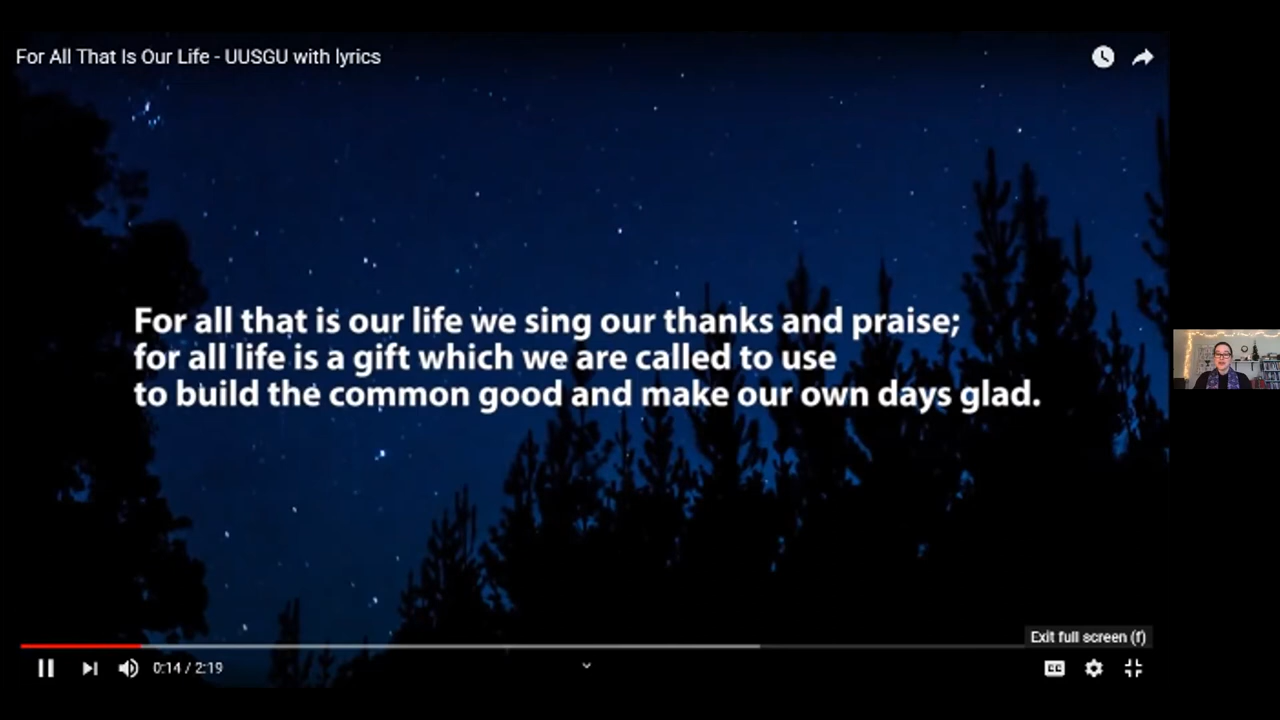 For All That Is Our Life - UUSGU with lyrics
For all that is our life we sing our thanks and praise;
for all life is a gift which we are called to use
to build the common good and make our own days glad.
Exit full screen (f)
0:14 / 2:19
CC